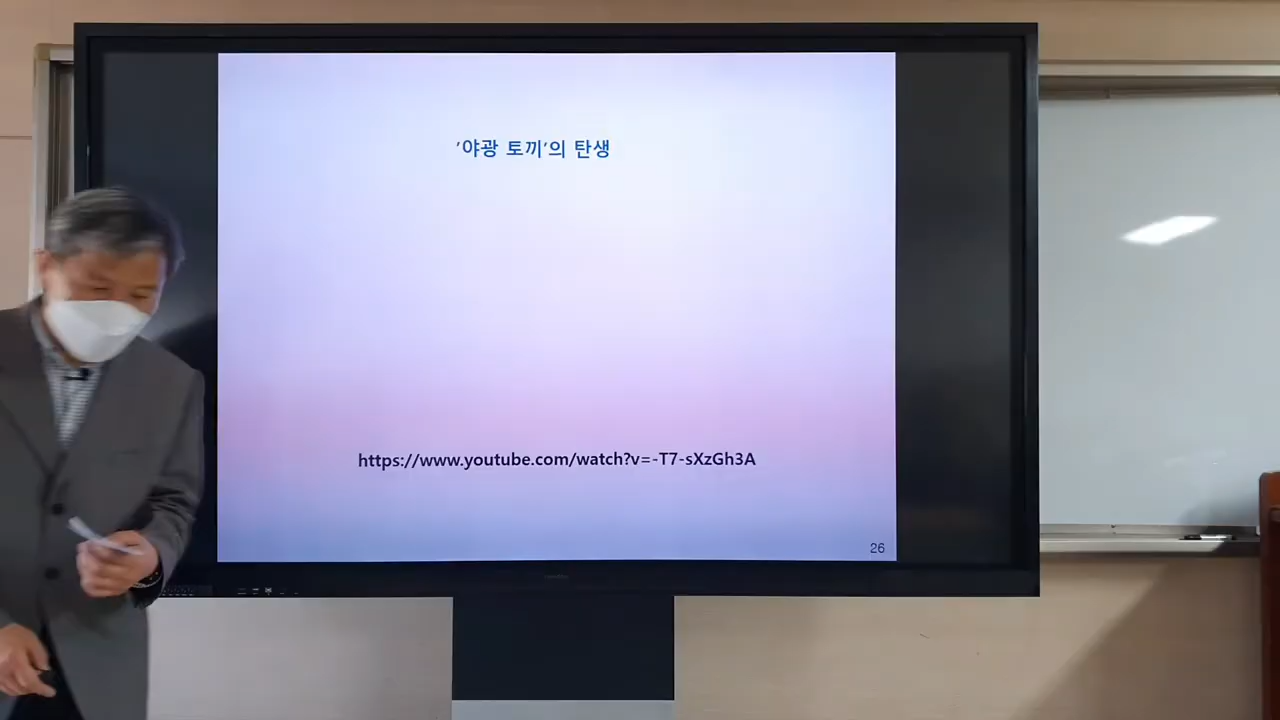 '야광 토끼'의 탄생
https://www.youtube.com/watch?v=-T7-sXzGh3A
26